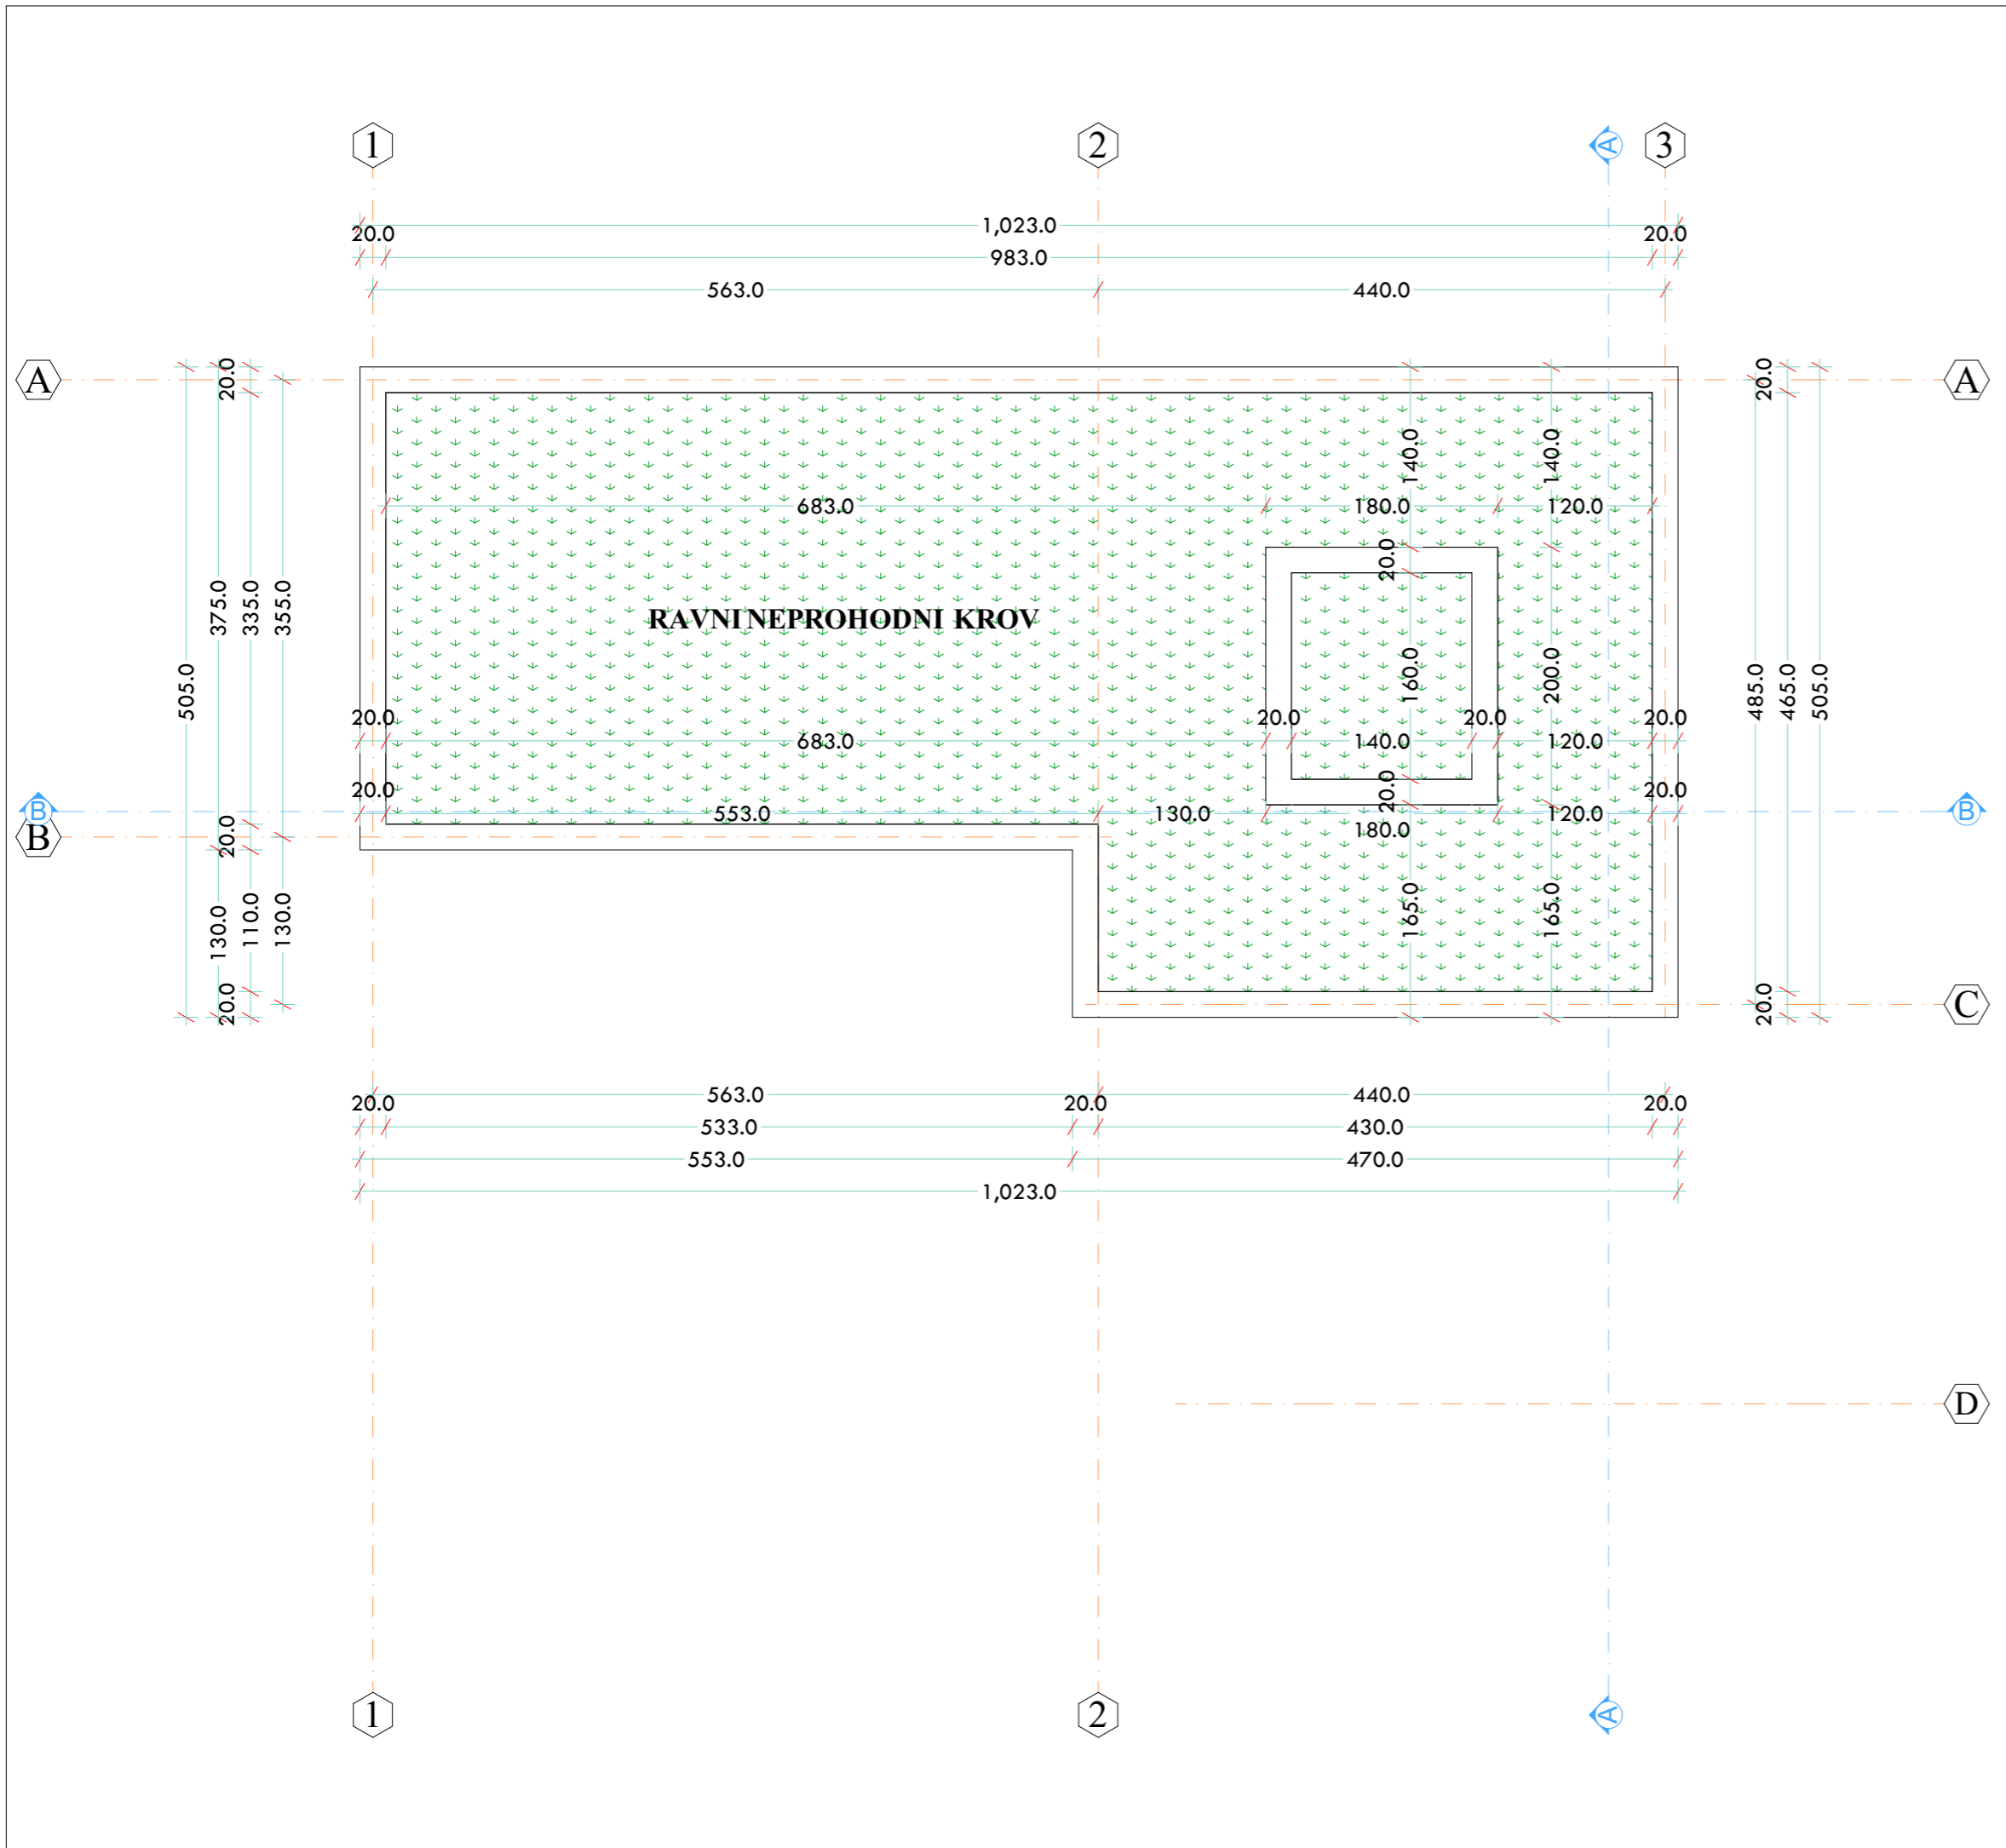 1 2 A 3
1,023.0
20.0 20.0
983.0
563.0 440.0
A A
20.0 20.0
140.0 140.0
683.0 180.0 120.0
20.0
505.0 375.0 335.0 355.0
RAVNI NEPROHODNI KROV
160.0 200.0
485.0 465.0 505.0
20.0 20.0 20.0 20.0
683.0 140.0 120.0
20.0 20.0 20.0
B B
553.0 130.0 120.0
180.0
B
20.0
130.0 110.0 130.0
165.0 165.0
20.0 20.0
C
563.0 440.0
20.0 20.0 20.0
533.0 430.0
553.0 470.0
1,023.0
D
1 2 A